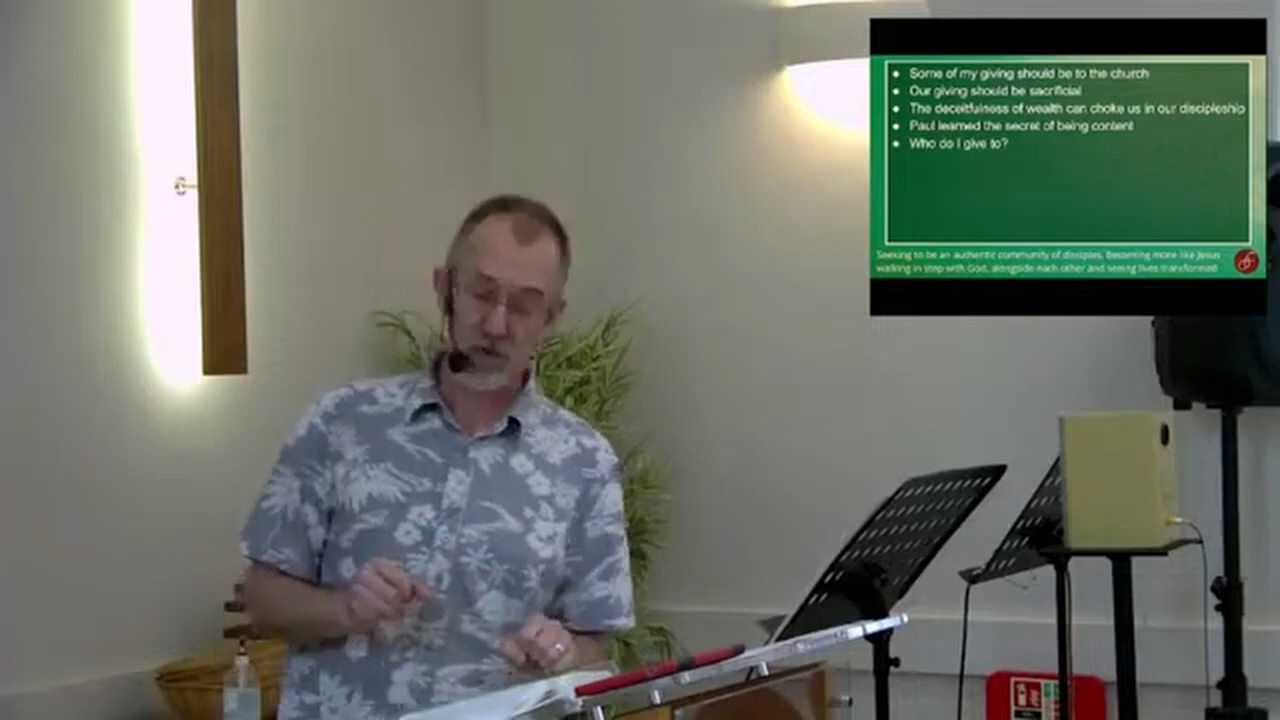 • Some of my giving should be to the church
• Our giving should be sacrificial
• The deceitfulness of wealth can choke us in our discipleship
• Paul learned the secret of being content
• Who do I give to?
Seeking to be an authentic community of disciples, becoming more like Jesus
walking in step with God, alongside each other and seeing lives transformed